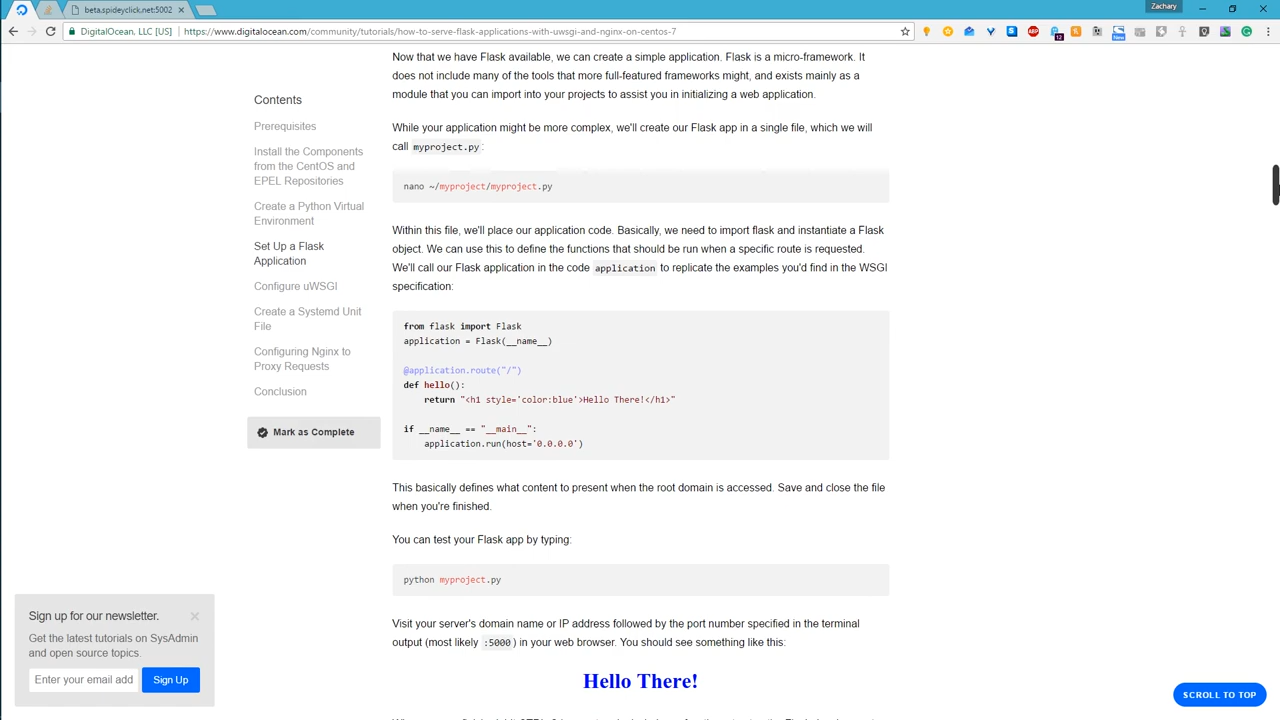 Zachary
beta.spideyclick.net:5002
DigitalOcean, LLC [US]
https://www.digitalocean.com/community/tutorials/how-to-serve-flask-applications-with-uwsgi-and-nginx-on-centos-7
12
New
Now that we have Flask available, we can create a simple application. Flask is a micro-framework. It
does not include many of the tools that more full-featured frameworks might, and exists mainly as a
module that you can import into your projects to assist you in initializing a web application.
While your application might be more complex, we'll create our Flask app in a single file, which we will
call myproject.py:
nano ~/myproject/myproject.py
Within this file, we'll place our application code. Basically, we need to import flask and instantiate a Flask
object. We can use this to define the functions that should be run when a specific route is requested.
We'll call our Flask application in the code application to replicate the examples you'd find in the WSGI
specification:
from flask import Flask
application = Flask(__name__)
@application.route("/")
def hello():
return "<h1 style='color:blue'>Hello There!</h1>"
if __name__ == "__main__":
application.run(host='0.0.0.0')
This basically defines what content to present when the root domain is accessed. Save and close the file
when you're finished.
You can test your Flask app by typing:
python myproject.py
Visit your server's domain name or IP address followed by the port number specified in the terminal
output (most likely :5000) in your web browser. You should see something like this:
Hello There!
Contents
Prerequisites
Install the Components
from the CentOS and
EPEL Repositories
Create a Python Virtual
Environment
Set Up a Flask
Application
Configure uWSGI
Create a Systemd Unit
File
Configuring Nginx to
Proxy Requests
Conclusion
Mark as Complete
Sign up for our newsletter.
Get the latest tutorials on SysAdmin
and open source topics.
Enter your email add
Sign Up
SCROLL TO TOP